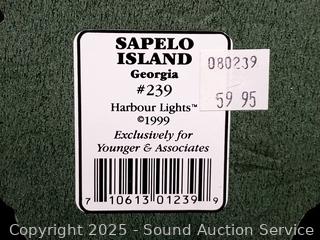 SAPELO
ISLAND
Georgia
#239
Harbour Lights™
©1999
Exclusively for
Younger & Associates
7 10613 01239 9
080239
59 95
Copyright 2025 - Sound Auction Service